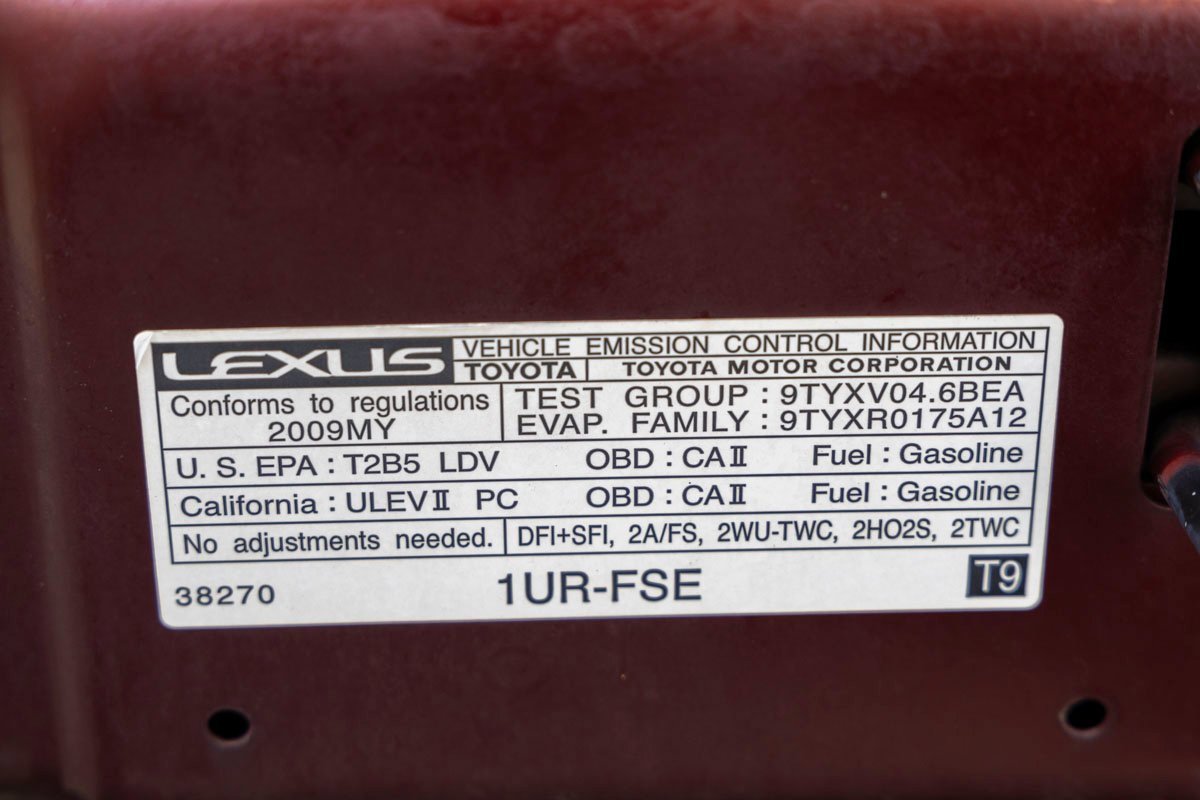 LEXUS VEHICLE EMISSION CONTROL INFORMATION
TOYOTA TOYOTA MOTOR CORPORATION
Conforms to regulations
2009MY
TEST GROUP : 9TYXV04.6BEA
EVAP. FAMILY : 9TYXR0175A12
U. S. EPA : T2B5 LDV OBD : CAⅡ Fuel : Gasoline
California : ULEVⅡ PC OBD : CAⅡ Fuel : Gasoline
No adjustments needed. DFI+SFI, 2A/FS, 2WU-TWC, 2HO2S, 2TWC
38270 1UR-FSE T9